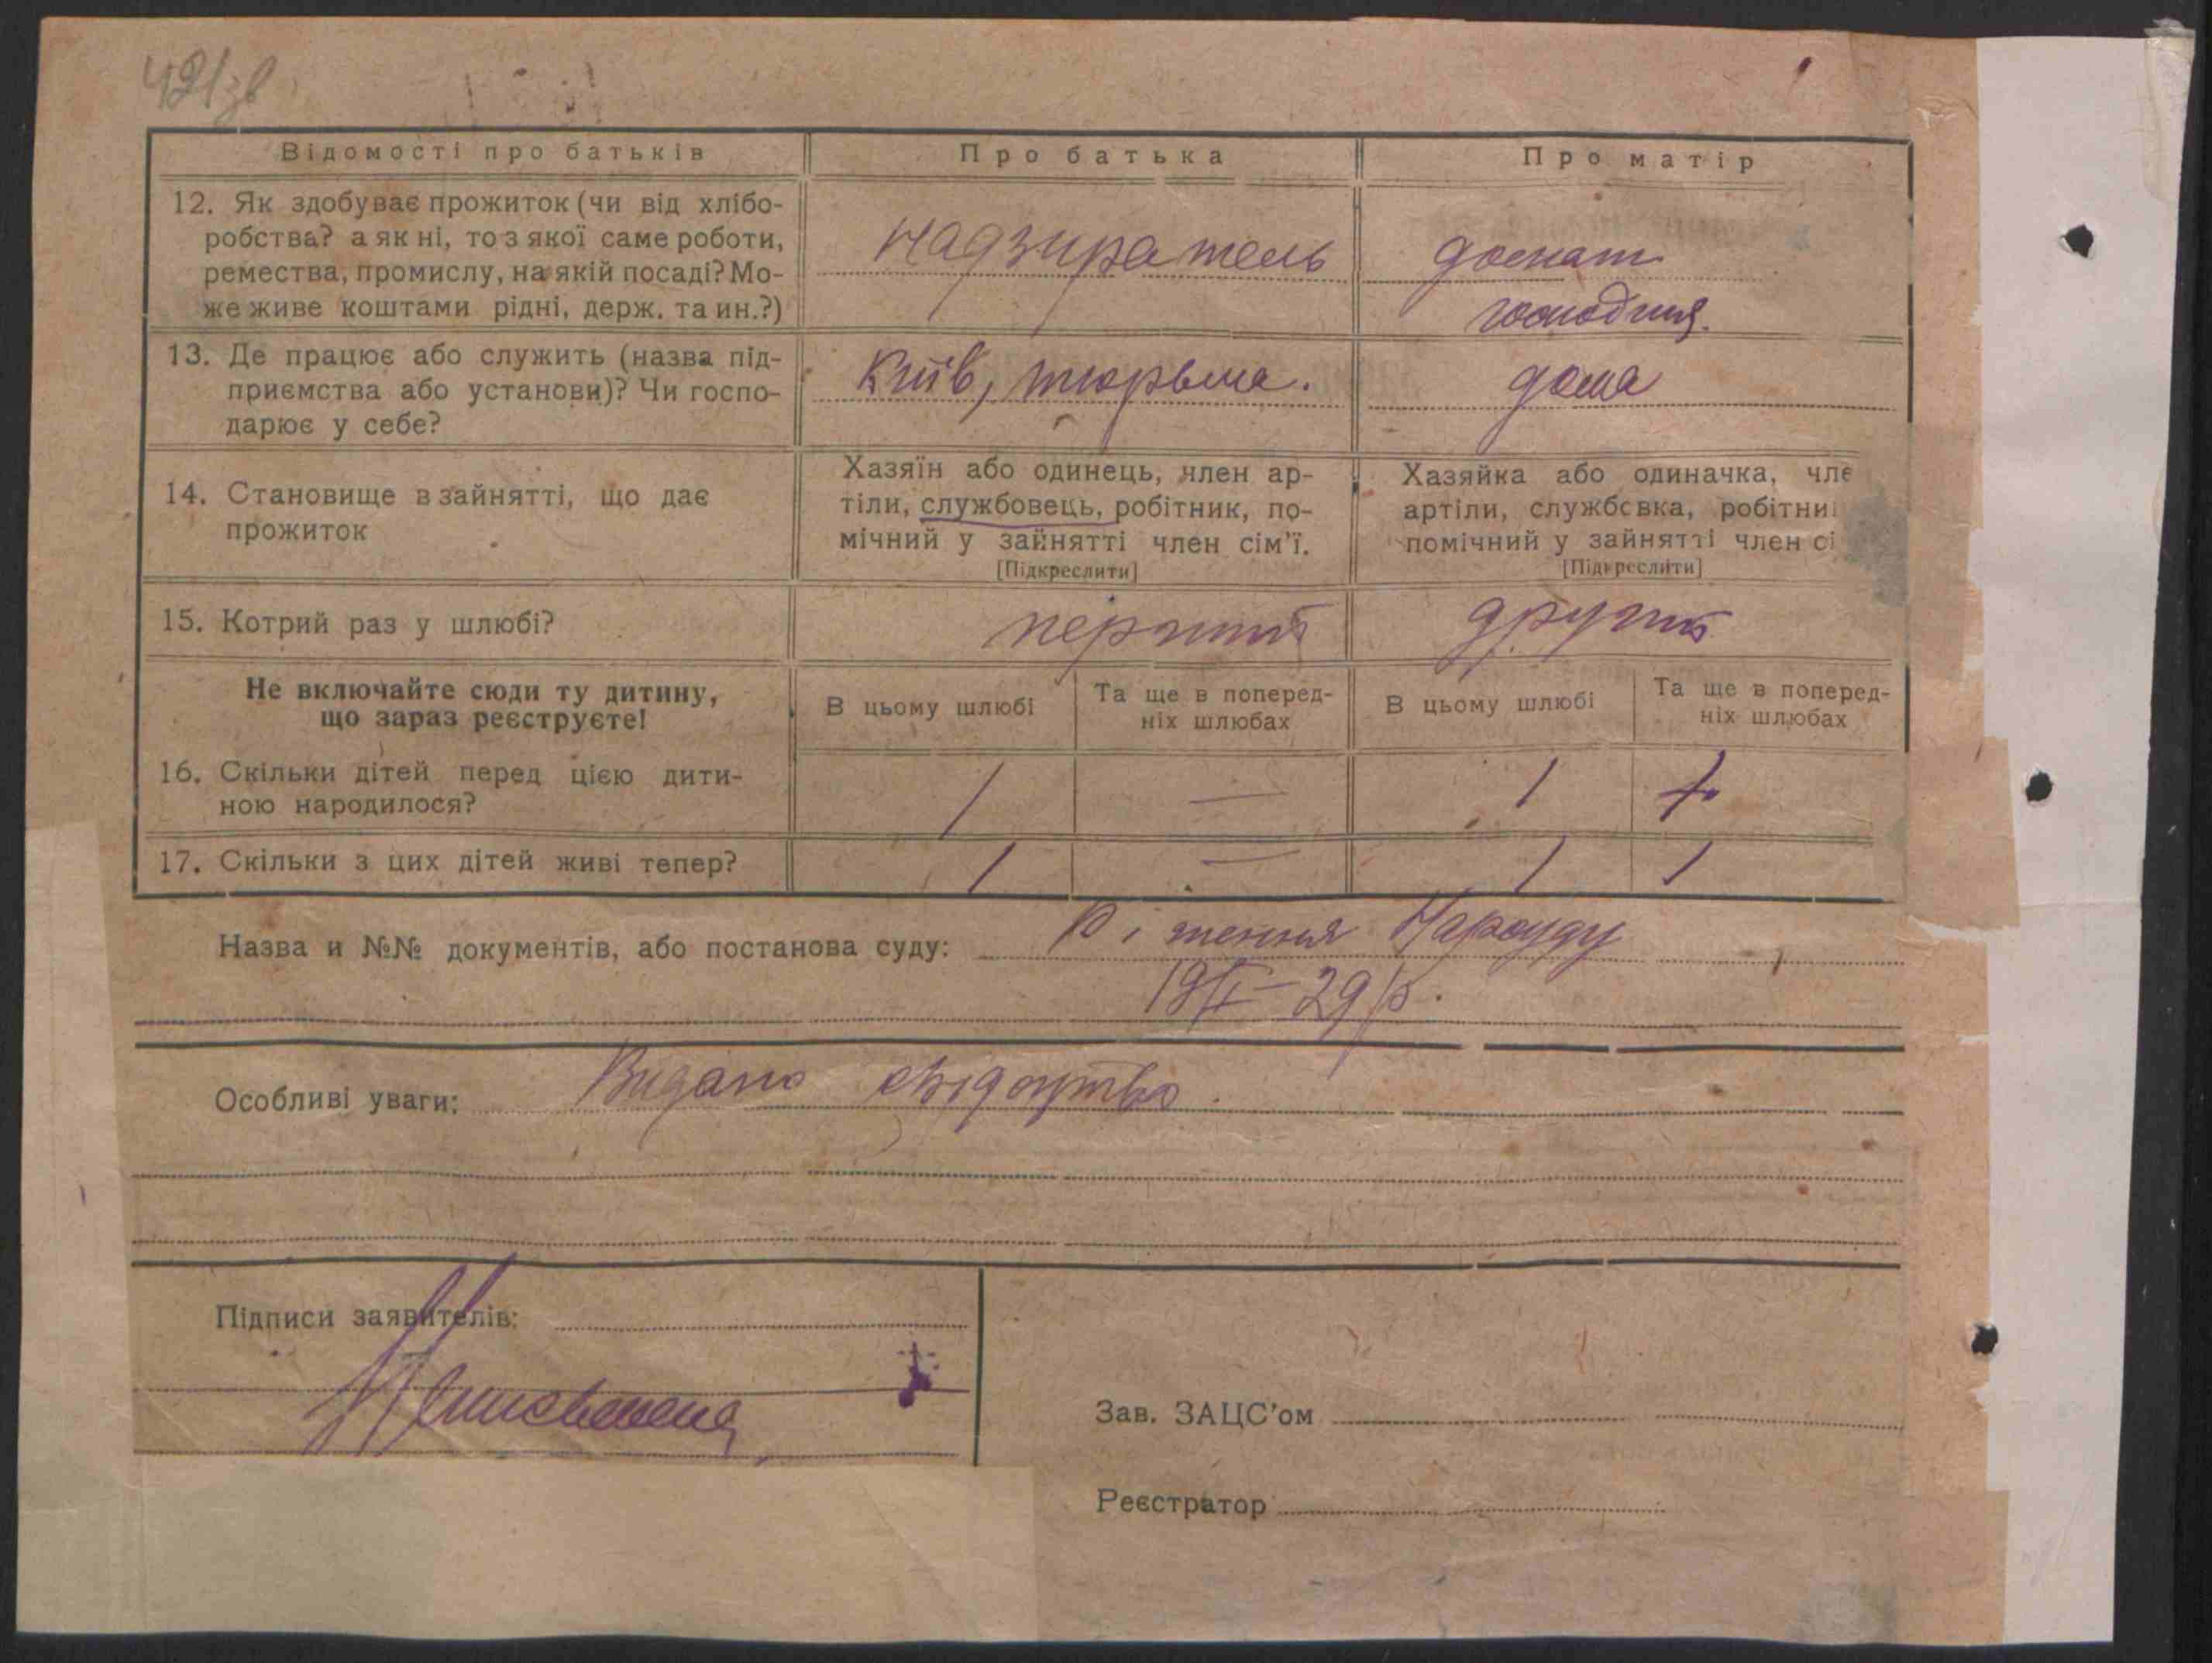 421зв
Відомості про батьків
Про батька
Про матір
12. Як здобуває прожиток (чи від хлібо-
робства? а як ні, то з якої саме роботи,
ремества, промислу, на якій посаді? Мо-
же живе коштами рідні, держ. та ин.?)
надзиратель
домат
господиня.
13. Де працює або служить (назва під-
приємства або установи)? Чи госпо-
дарює у себе?
Київ, тюрьма.
дома
14. Становище в зайнятті, що дає
прожиток
Хазяїн або одинець, член ар-
тіли, службовець, робітник, по-
мічний у зайнятті член сім'ї.
[Підкреслити]
Хазяйка або одиначка, чле
артіли, службовка, робітни
помічний у зайнятті член сі
[Підкреслити]
15. Котрий раз у шлюбі?
перший
другий
Не включайте сюди ту дитину,
що зараз реєструєте!
В цьому шлюбі
Та ще в поперед-
ніх шлюбах
В цьому шлюбі
Та ще в поперед-
ніх шлюбах
16. Скільки дітей перед цією дити-
ною народилося?
1 — 1 1
17. Скільки з цих дітей живі тепер?
1 — 1 1
Назва и №№ документів, або постанова суду: Рішення Нарсуду
29 р.
Особливі уваги: Видано свідоцтво.
Підписи заявителів:
Зав. ЗАЦС'ом
Реєстратор